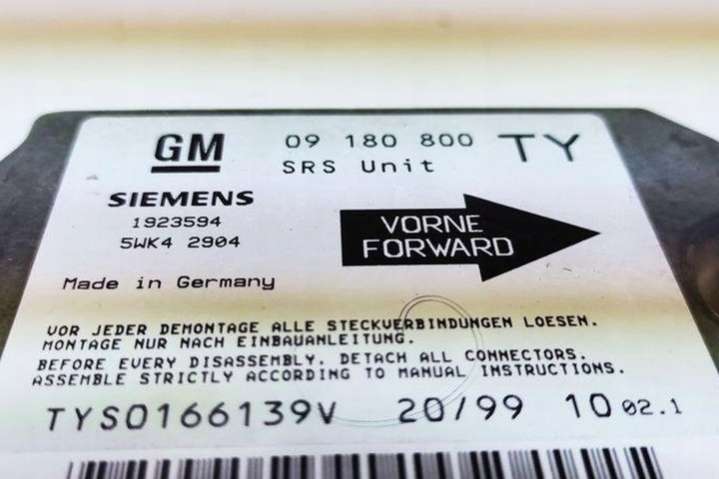 GM 09 180 800 TY
SRS Unit
SIEMENS
1923594
5WK4 2904
VORNE
FORWARD
Made in Germany
VOR JEDER DEMONTAGE ALLE STECKVERBINDUNGEN LOESEN.
MONTAGE NUR NACH EINBAUANLEITUNG.
BEFORE EVERY DISASSEMBLY. DETACH ALL CONNECTORS.
ASSEMBLE STRICTLY ACCORDING TO MANUAL INSTRUCTIONS.
TYS0166139V 20/99 10 02.1